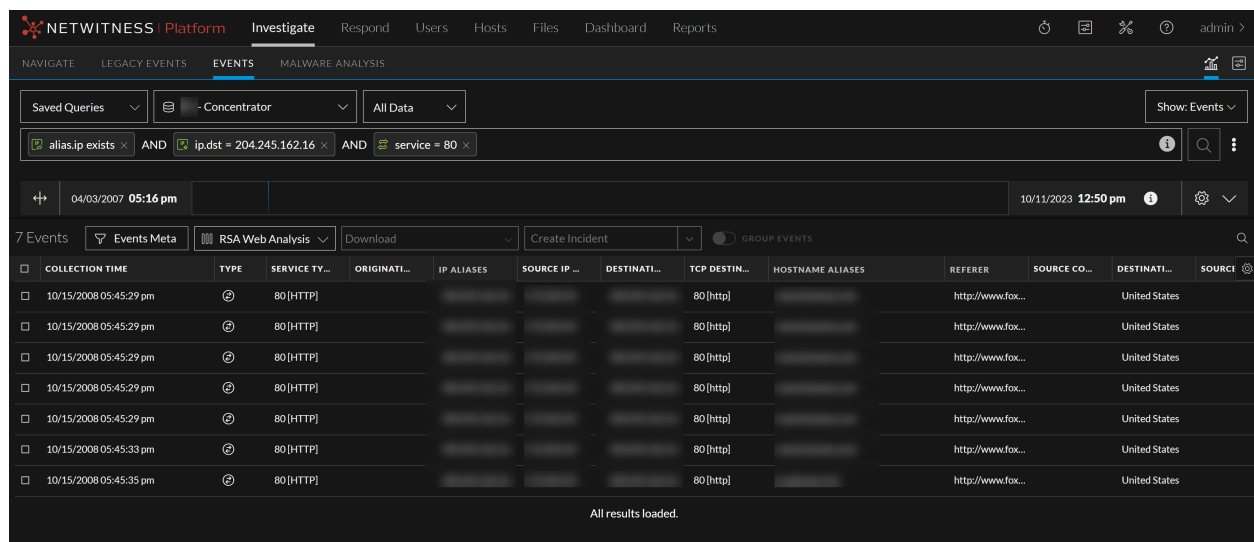 NETWITNESS Platform Investigate Respond Users Hosts Files Dashboard Reports admin >
NAVIGATE LEGACY EVENTS EVENTS MALWARE ANALYSIS
Saved Queries - Concentrator All Data Show: Events
alias.ip exists × AND ip.dst = 204.245.162.16 × AND service = 80 ×
04/03/2007 05:16 pm 10/11/2023 12:50 pm
7 Events Events Meta RSA Web Analysis Download Create Incident GROUP EVENTS
COLLECTION TIME TYPE SERVICE TY... ORIGINATI... IP ALIASES SOURCE IP ... DESTINATI... TCP DESTIN... HOSTNAME ALIASES REFERER SOURCE CO... DESTINATI... SOURCE
10/15/2008 05:45:29 pm 80 [HTTP] 80 [http] http://www.fox... United States
10/15/2008 05:45:29 pm 80 [HTTP] 80 [http] http://www.fox... United States
10/15/2008 05:45:29 pm 80 [HTTP] 80 [http] http://www.fox... United States
10/15/2008 05:45:29 pm 80 [HTTP] 80 [http] http://www.fox... United States
10/15/2008 05:45:29 pm 80 [HTTP] 80 [http] http://www.fox... United States
10/15/2008 05:45:33 pm 80 [HTTP] 80 [http] http://www.fox... United States
10/15/2008 05:45:35 pm 80 [HTTP] 80 [http] http://www.fox... United States
All results loaded.